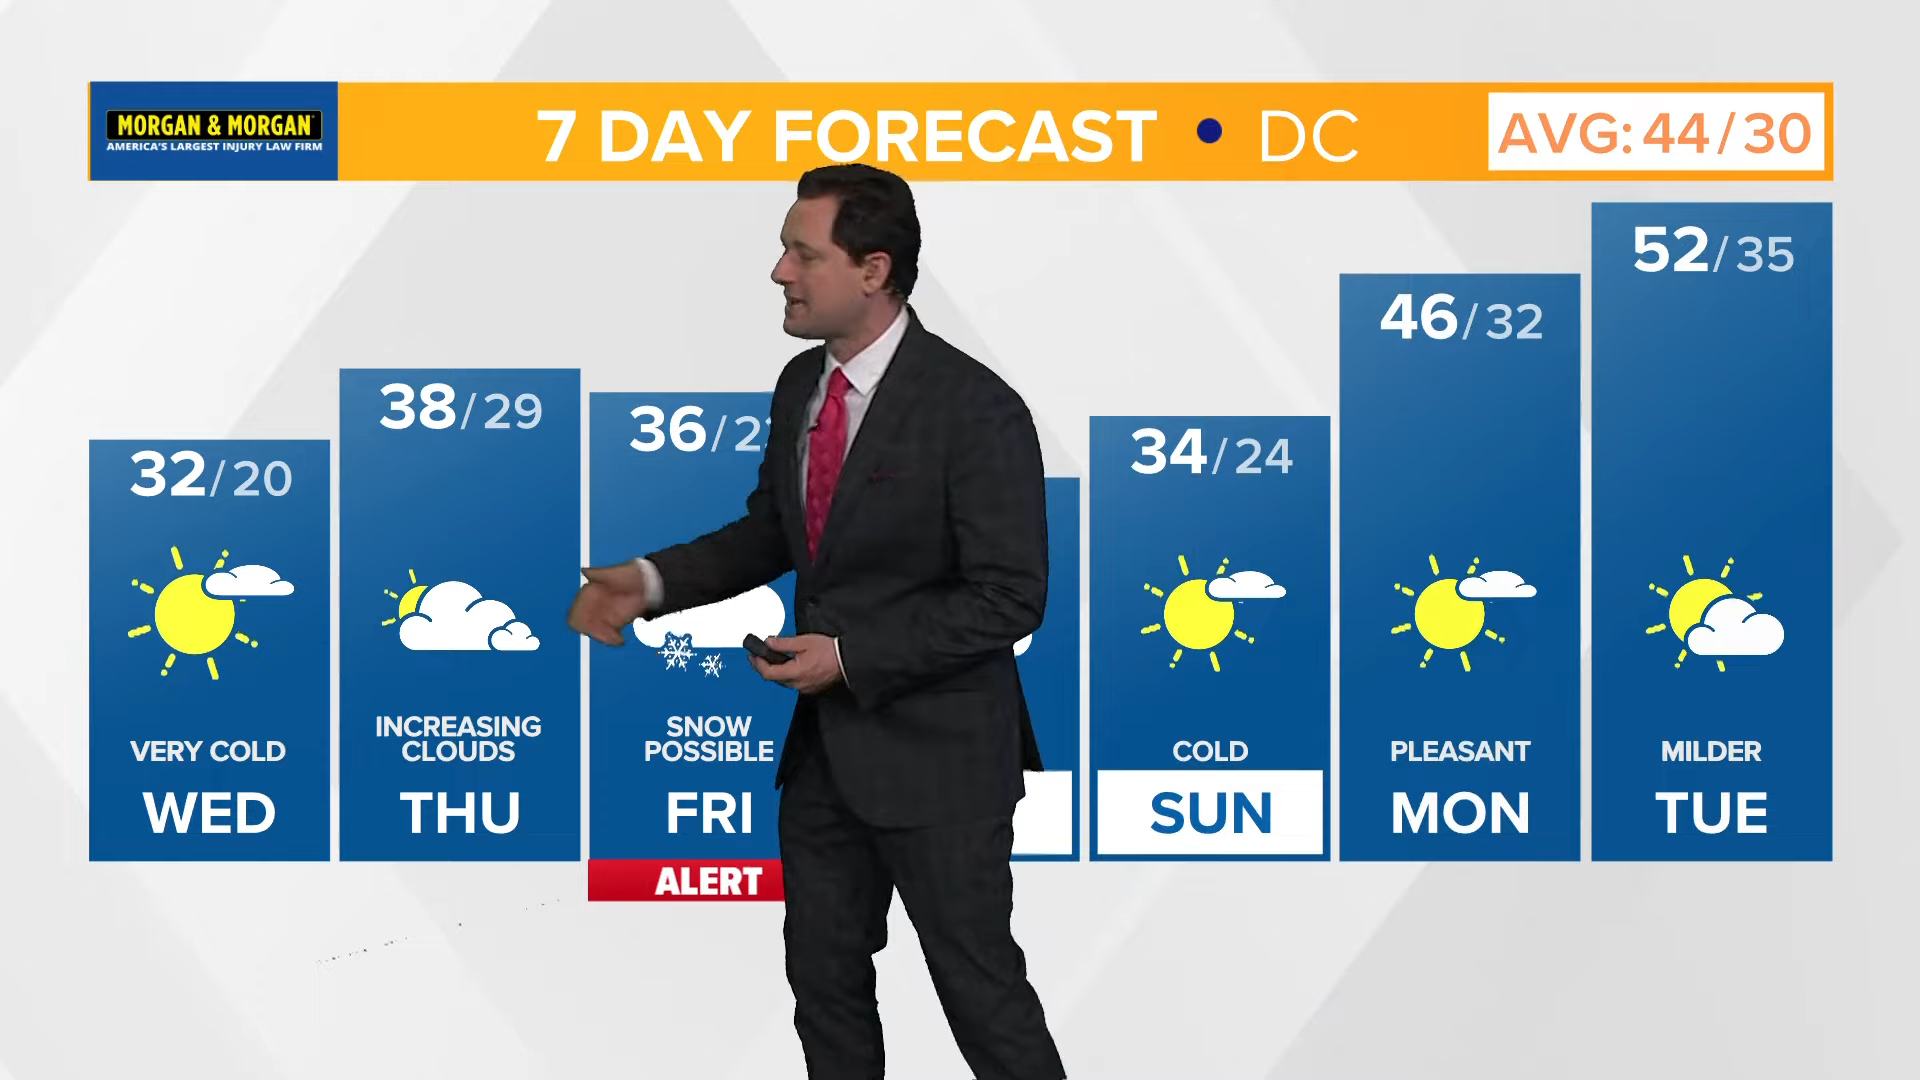 MORGAN & MORGAN
AMERICA'S LARGEST INJURY LAW FIRM
7 DAY FORECAST • DC
AVG: 44/30
32/20
VERY COLD
WED
38/29
INCREASING
CLOUDS
THU
36/2
SNOW
POSSIBLE
FRI
ALERT
34/24
COLD
SUN
46/32
PLEASANT
MON
52/35
MILDER
TUE